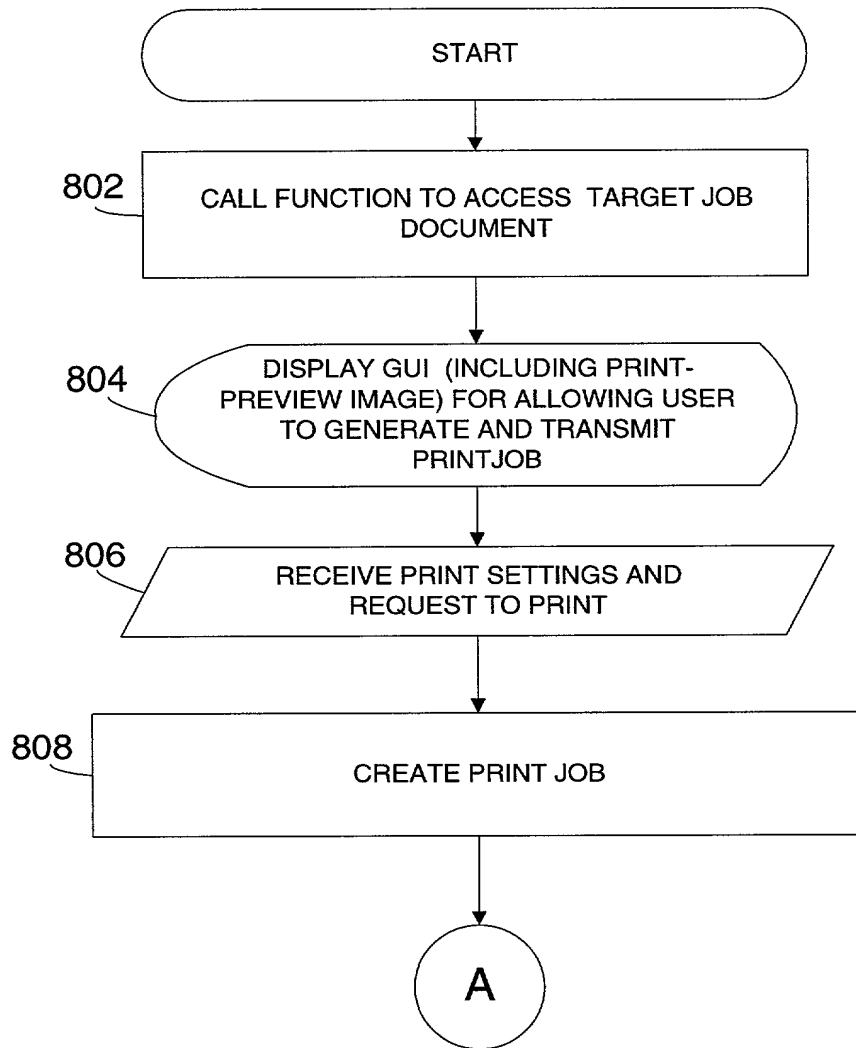 START
802
CALL FUNCTION TO ACCESS TARGET JOB
DOCUMENT
804
DISPLAY GUI (INCLUDING PRINT-
PREVIEW IMAGE) FOR ALLOWING USER
TO GENERATE AND TRANSMIT
PRINTJOB
806
RECEIVE PRINT SETTINGS AND
REQUEST TO PRINT
808
CREATE PRINT JOB
A